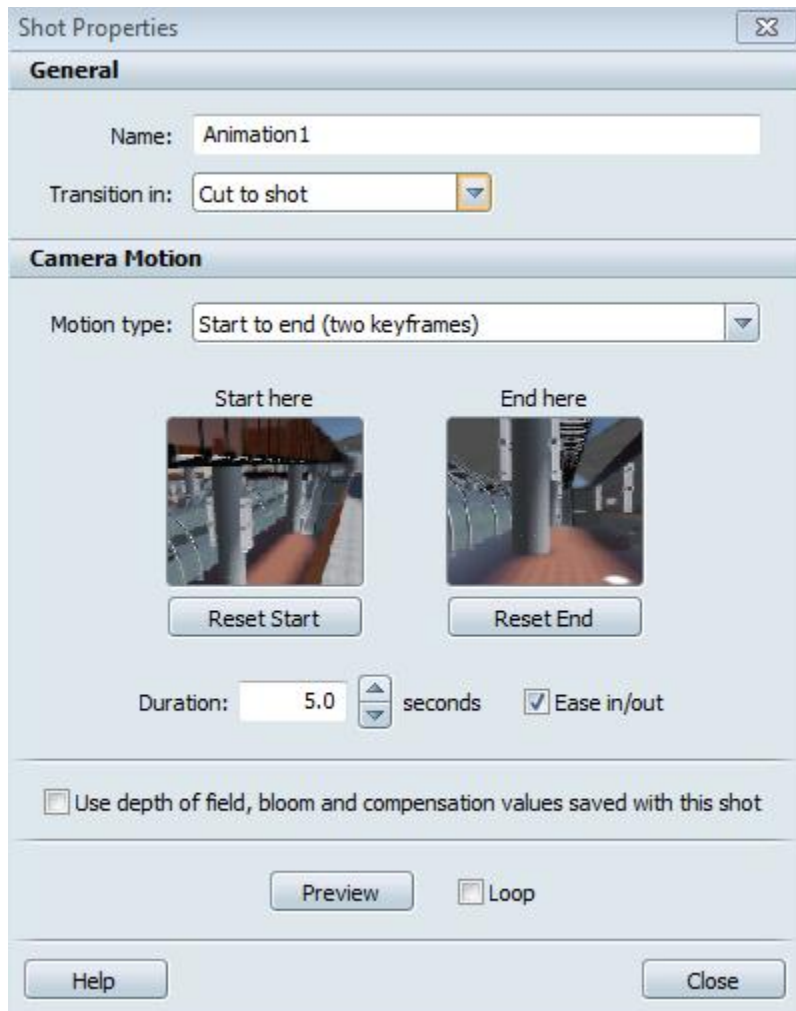 Shot Properties
General
Name: Animation1
Transition in: Cut to shot
Camera Motion
Motion type: Start to end (two keyframes)
Start here End here
Reset Start Reset End
Duration: 5.0 seconds Ease in/out
Use depth of field, bloom and compensation values saved with this shot
Preview Loop
Help Close